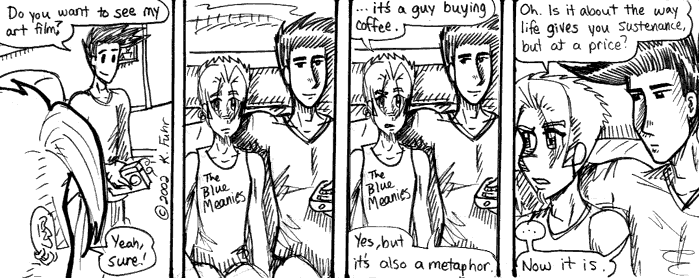 Do you want to see my
art film?
Yeah,
sure!
© 2002 K. Fuhr
The
Blue
Meanies
... it's a guy buying
coffee.
The
Blue
Meanies
Yes, but
it's also a metaphor.
Oh. Is it about the way
life gives you sustenance,
but at a price?
Now it is.